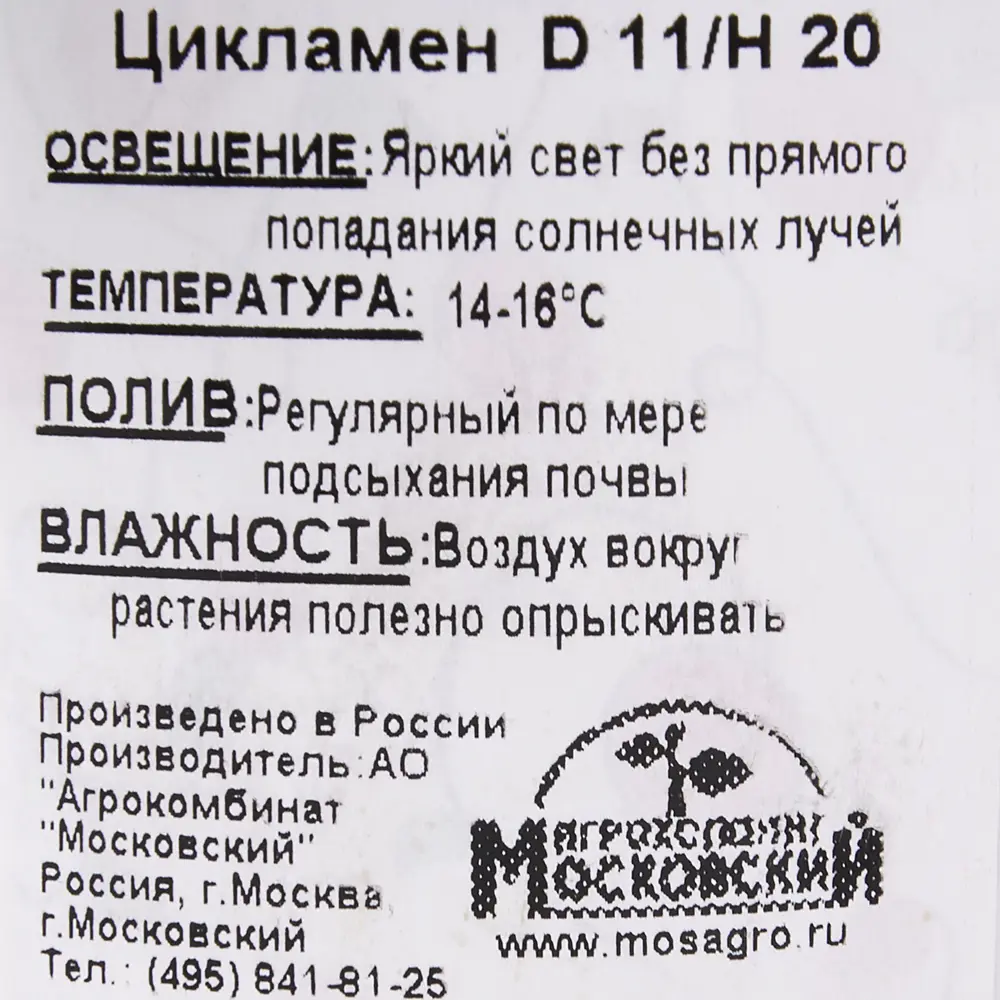 Цикламен D 11/H 20
ОСВЕЩЕНИЕ:Яркий свет без прямого
попадания солнечных лучей
ТЕМПЕРАТУРА: 14-16°C
ПОЛИВ:Регулярный по мере
подсыхания почвы
ВЛАЖНОСТЬ:Воздух вокруг
растения полезно опрыскивать
Произведено в России
Производитель:АО
"Агрокомбинат
"Московский"
Россия, г.Москва,
г.Московский
Тел.: (495) 841-81-25
АГРОХОЛДИНГ
МОСКОВСКИЙ
www.mosagro.ru